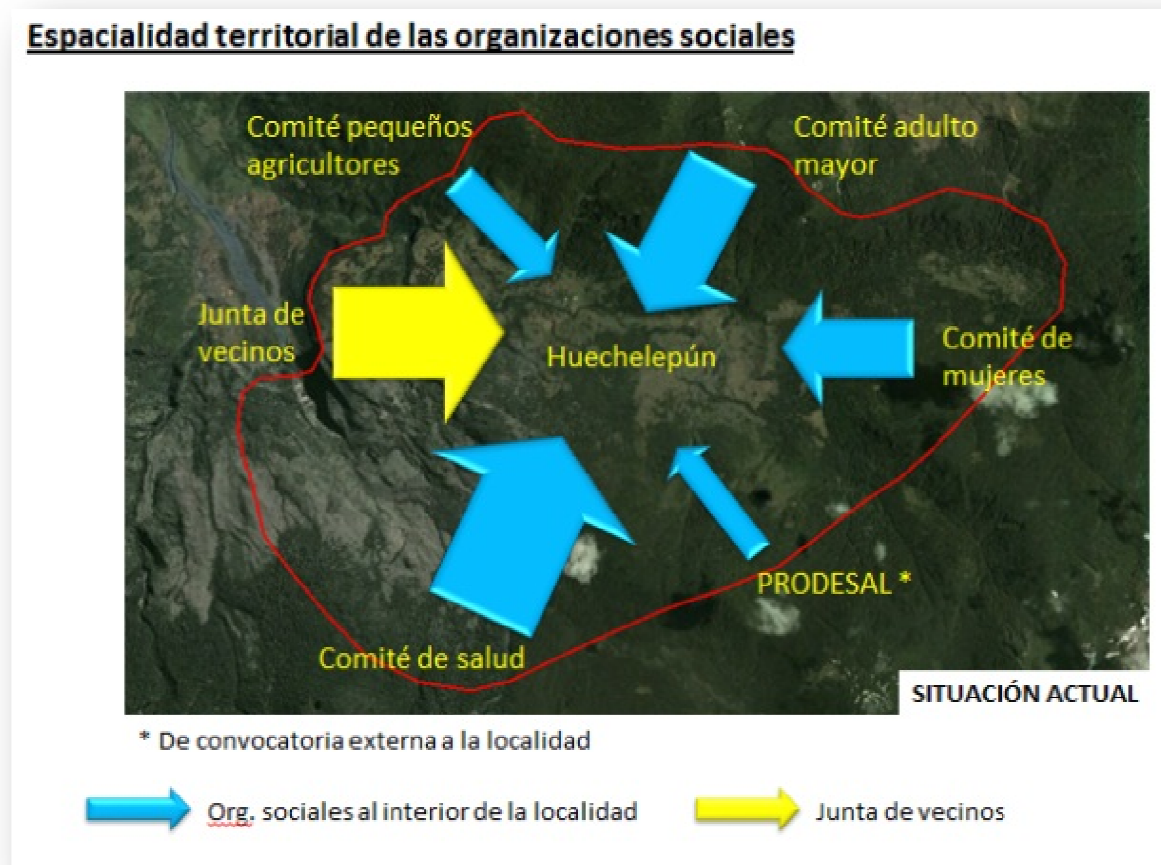 Espacialidad territorial de las organizaciones sociales
Comité pequeños
agricultores
Comité adulto
mayor
Junta de
vecinos
Huechelepún
Comité de
mujeres
PRODESAL *
Comité de salud
SITUACIÓN ACTUAL
* De convocatoria externa a la localidad
Org. sociales al interior de la localidad
Junta de vecinos